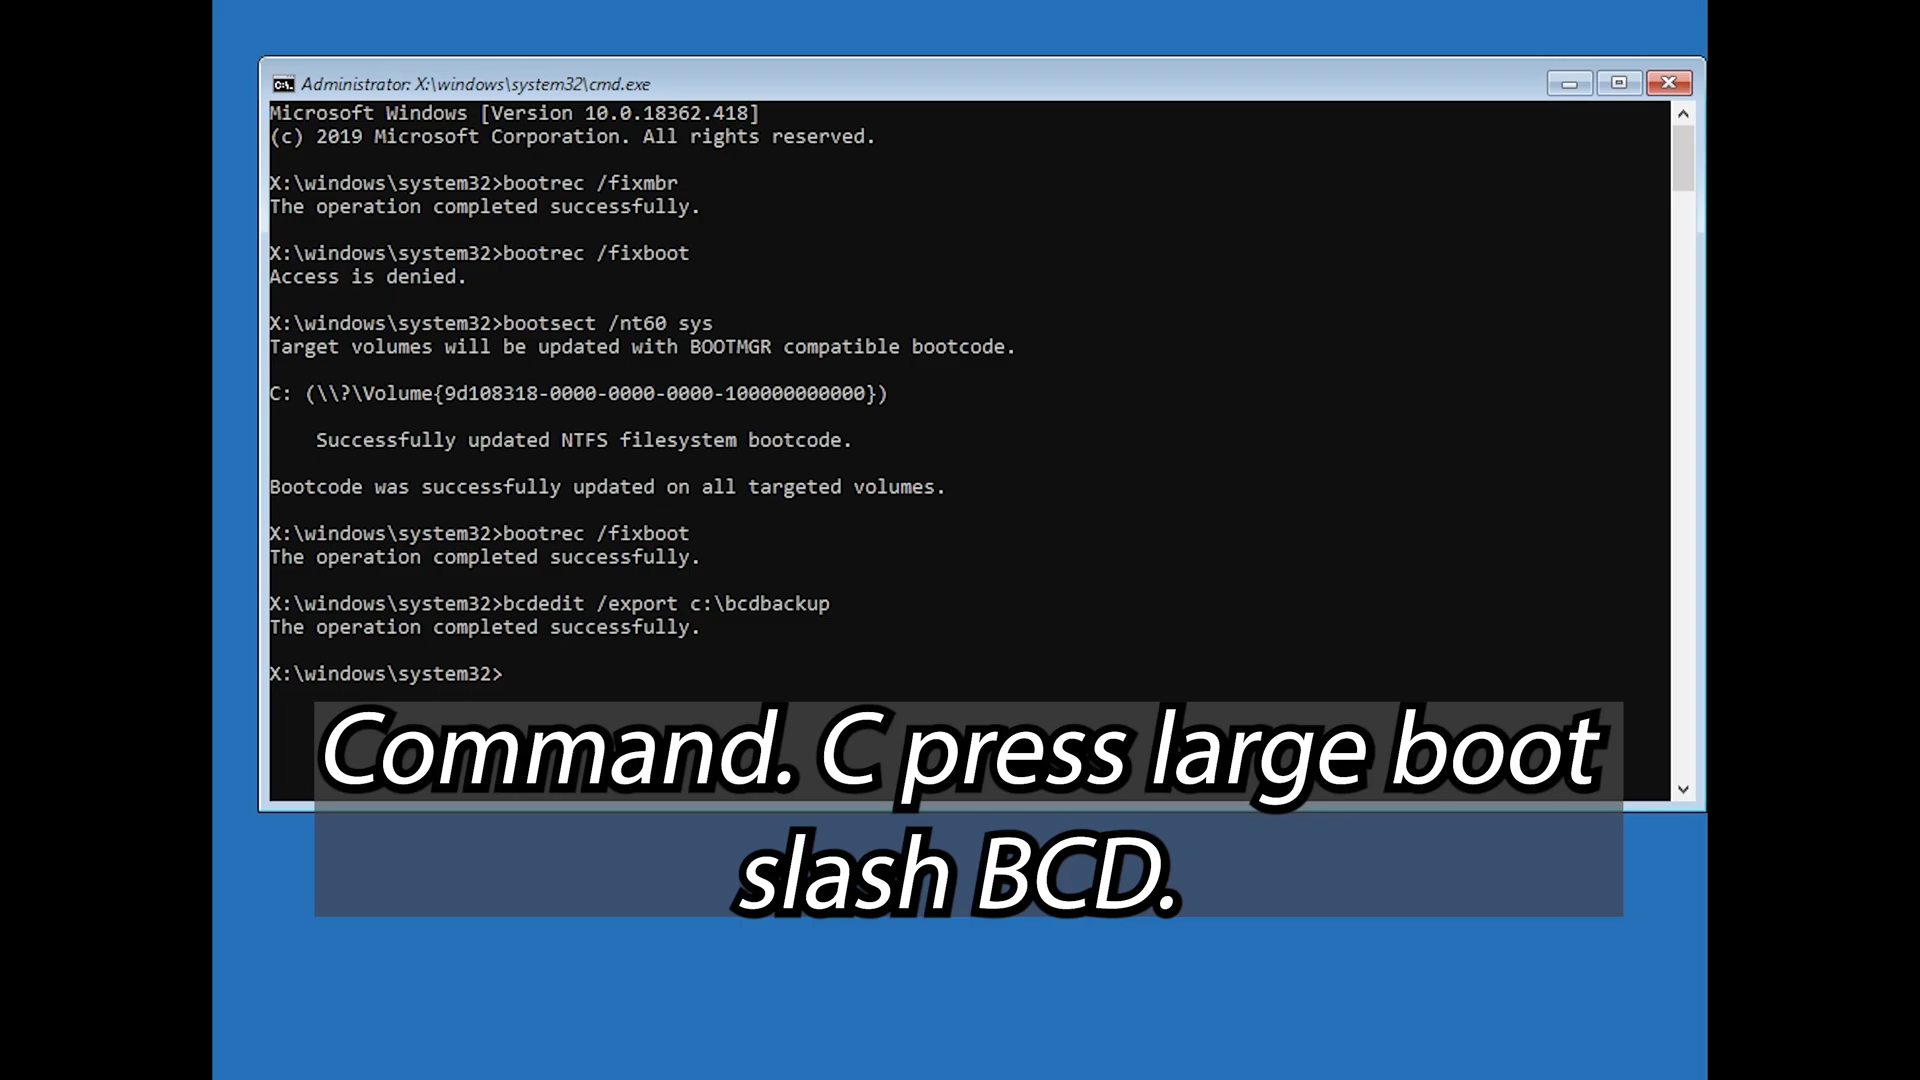 Administrator: X:\windows\system32\cmd.exe
Microsoft Windows [Version 10.0.18362.418]
(c) 2019 Microsoft Corporation. All rights reserved.
X:\windows\system32>bootrec /fixmbr
The operation completed successfully.
X:\windows\system32>bootrec /fixboot
Access is denied.
X:\windows\system32>bootsect /nt60 sys
Target volumes will be updated with BOOTMGR compatible bootcode.
C: (\\?\Volume{9d108318-0000-0000-0000-100000000000})
Successfully updated NTFS filesystem bootcode.
Bootcode was successfully updated on all targeted volumes.
X:\windows\system32>bootrec /fixboot
The operation completed successfully.
X:\windows\system32>bcdedit /export c:\bcdbackup
The operation completed successfully.
X:\windows\system32>
Command. C press large boot
slash BCD.